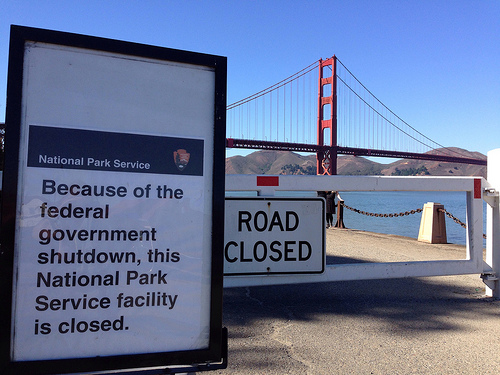 National Park Service
Because of the
federal
government
shutdown, this
National Park
Service facility
is closed.
ROAD
CLOSED